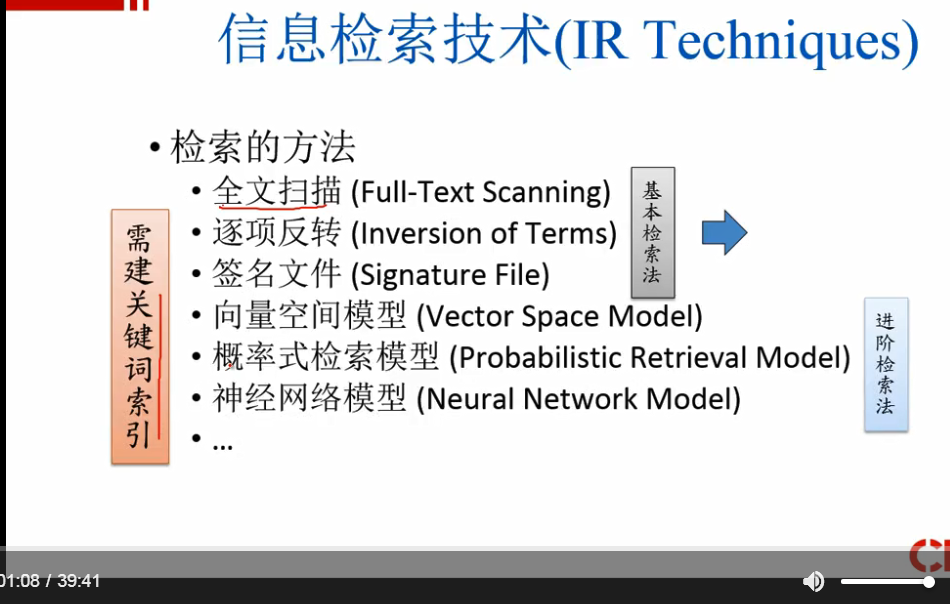 信息检索技术(IR Techniques)
• 检索的方法
• 全文扫描 (Full-Text Scanning)
• 逐项反转 (Inversion of Terms)
• 签名文件 (Signature File)
• 向量空间模型 (Vector Space Model)
• 概率式检索模型 (Probabilistic Retrieval Model)
• 神经网络模型 (Neural Network Model)
• ...
需建关键词索引
基本检索法
进阶检索法
01:08 / 39:41